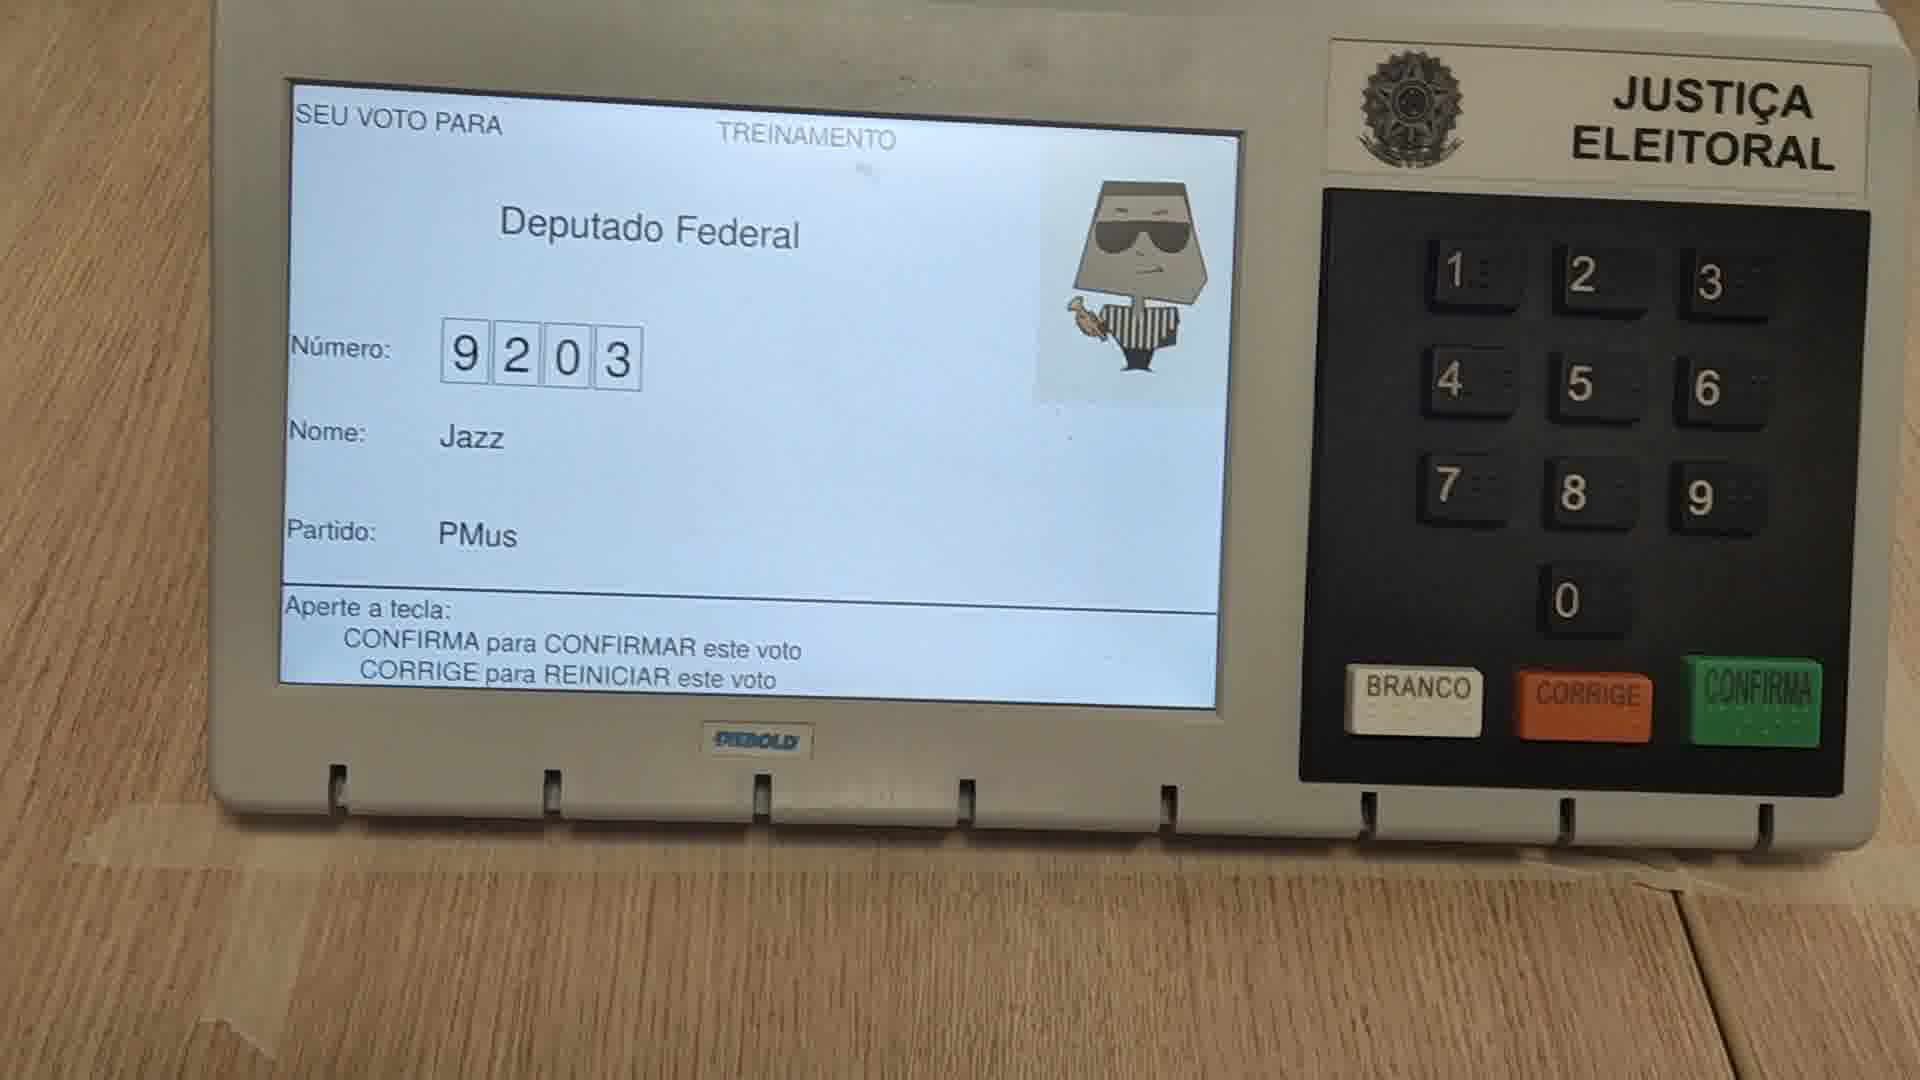 SEU VOTO PARA
TREINAMENTO
Deputado Federal
Número: 9203
Nome: Jazz
Partido: PMus
Aperte a tecla:
CONFIRMA para CONFIRMAR este voto
CORRIGE para REINICIAR este voto
DIEBOLD
JUSTIÇA
ELEITORAL
1 2 3
4 5 6
7 8 9
0
BRANCO CORRIGE CONFIRMA